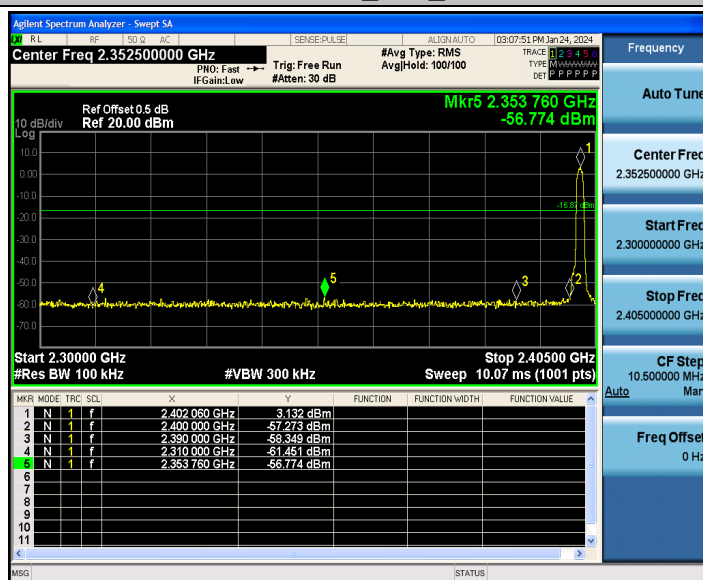 Agilent Spectrum Analyzer - Swept SA
LXI RL RF 50 Ω AC SENSE:PULSE ALIGN AUTO 03:07:51 PM Jan 24, 2024
Center Freq 2.352500000 GHz #Avg Type: RMS TRACE 1 2 3 4 5 6
PNO: Fast Trig: Free Run Avg|Hold: 100/100 TYPE M
IFGain:Low #Atten: 30 dB DET P P P P P P
Ref Offset 0.5 dB Mkr5 2.353 760 GHz
10 dB/div Ref 20.00 dBm -56.774 dBm
Log
10.0
0.00
-10.0
-16.87 dBm
-20.0
-30.0
-40.0
-50.0
-60.0
-70.0
1
2
3
4
5
Start 2.30000 GHz Stop 2.40500 GHz
#Res BW 100 kHz #VBW 300 kHz Sweep 10.07 ms (1001 pts)
MKR MODE TRC SCL X Y FUNCTION FUNCTION WIDTH FUNCTION VALUE
1 N 1 f 2.402 060 GHz 3.132 dBm
2 N 1 f 2.400 000 GHz -57.273 dBm
3 N 1 f 2.390 000 GHz -58.349 dBm
4 N 1 f 2.310 000 GHz -61.451 dBm
5 N 1 f 2.353 760 GHz -56.774 dBm
6
7
8
9
10
11
MSG STATUS
Frequency
Auto Tune
Center Freq
2.352500000 GHz
Start Freq
2.300000000 GHz
Stop Freq
2.405000000 GHz
CF Step
10.500000 MHz
Auto Man
Freq Offset
0 Hz